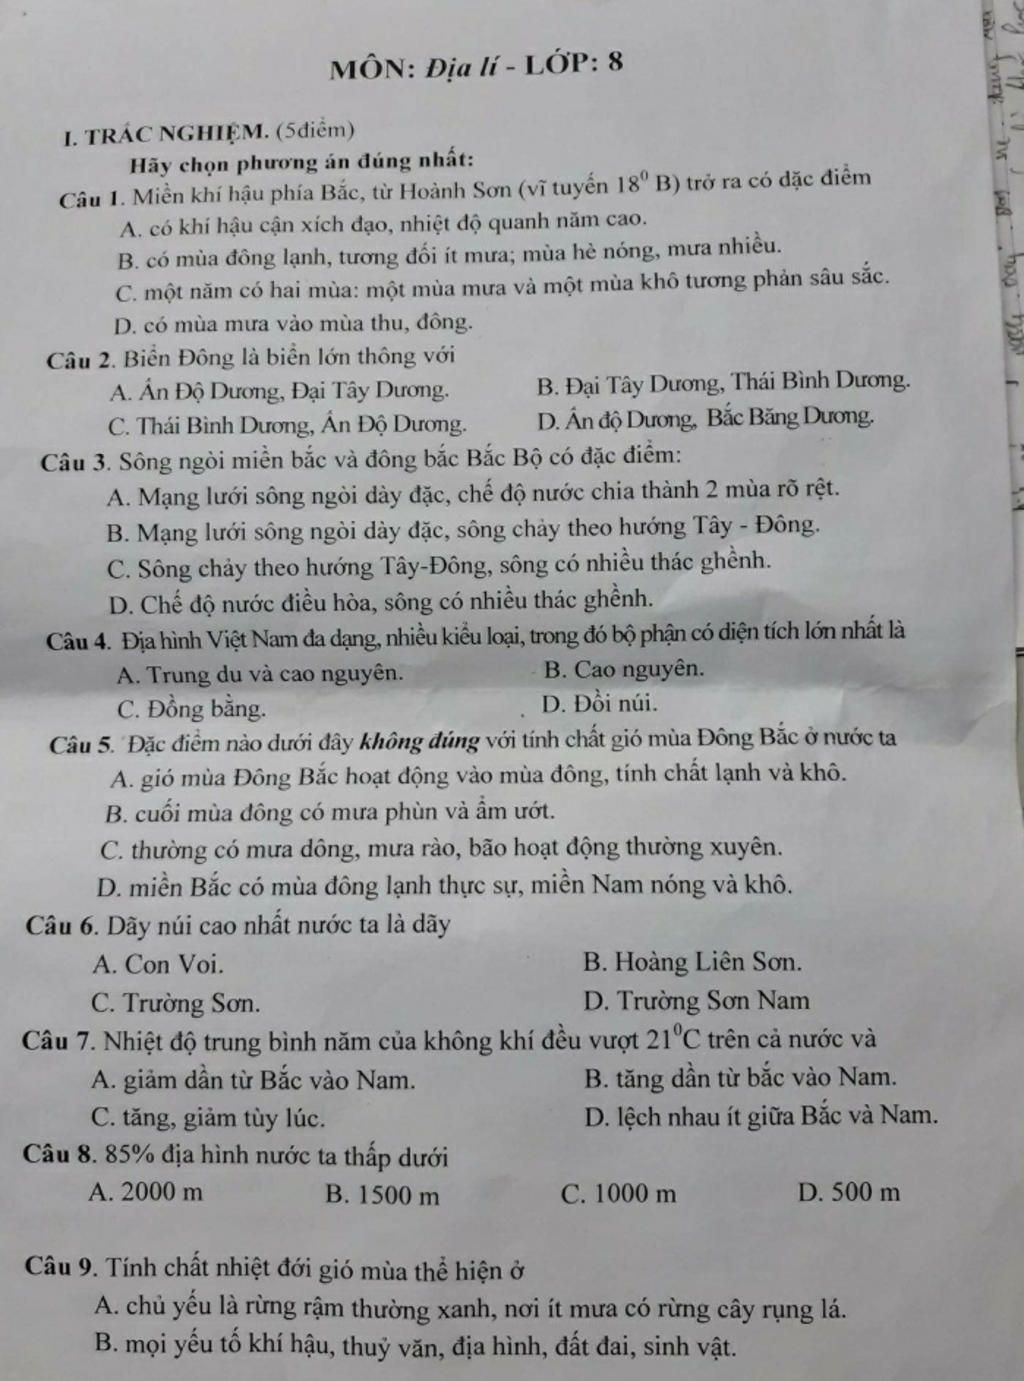 MÔN: Địa lí - LỚP: 8
I. TRẮC NGHIỆM. (5điểm)
Hãy chọn phương án đúng nhất:
Câu 1. Miền khí hậu phía Bắc, từ Hoành Sơn (vĩ tuyến 18⁰ B) trở ra có đặc điểm
A. có khí hậu cận xích đạo, nhiệt độ quanh năm cao.
B. có mùa đông lạnh, tương đối ít mưa; mùa hè nóng, mưa nhiều.
C. một năm có hai mùa: một mùa mưa và một mùa khô tương phản sâu sắc.
D. có mùa mưa vào mùa thu, đông.
Câu 2. Biển Đông là biển lớn thông với
A. Ấn Độ Dương, Đại Tây Dương. B. Đại Tây Dương, Thái Bình Dương.
C. Thái Bình Dương, Ấn Độ Dương. D. Ấn độ Dương, Bắc Băng Dương.
Câu 3. Sông ngòi miền bắc và đông bắc Bắc Bộ có đặc điểm:
A. Mạng lưới sông ngòi dày đặc, chế độ nước chia thành 2 mùa rõ rệt.
B. Mạng lưới sông ngòi dày đặc, sông chảy theo hướng Tây - Đông.
C. Sông chảy theo hướng Tây-Đông, sông có nhiều thác ghềnh.
D. Chế độ nước điều hòa, sông có nhiều thác ghềnh.
Câu 4. Địa hình Việt Nam đa dạng, nhiều kiểu loại, trong đó bộ phận có diện tích lớn nhất là
A. Trung du và cao nguyên. B. Cao nguyên.
C. Đồng bằng. D. Đồi núi.
Câu 5. Đặc điểm nào dưới đây không đúng với tính chất gió mùa Đông Bắc ở nước ta
A. gió mùa Đông Bắc hoạt động vào mùa đông, tính chất lạnh và khô.
B. cuối mùa đông có mưa phùn và ẩm ướt.
C. thường có mưa dông, mưa rào, bão hoạt động thường xuyên.
D. miền Bắc có mùa đông lạnh thực sự, miền Nam nóng và khô.
Câu 6. Dãy núi cao nhất nước ta là dãy
A. Con Voi. B. Hoàng Liên Sơn.
C. Trường Sơn. D. Trường Sơn Nam
Câu 7. Nhiệt độ trung bình năm của không khí đều vượt 21⁰C trên cả nước và
A. giảm dần từ Bắc vào Nam. B. tăng dần từ bắc vào Nam.
C. tăng, giảm tùy lúc. D. lệch nhau ít giữa Bắc và Nam.
Câu 8. 85% địa hình nước ta thấp dưới
A. 2000 m B. 1500 m C. 1000 m D. 500 m
Câu 9. Tính chất nhiệt đới gió mùa thể hiện ở
A. chủ yếu là rừng rậm thường xanh, nơi ít mưa có rừng cây rụng lá.
B. mọi yếu tố khí hậu, thuỷ văn, địa hình, đất đai, sinh vật.